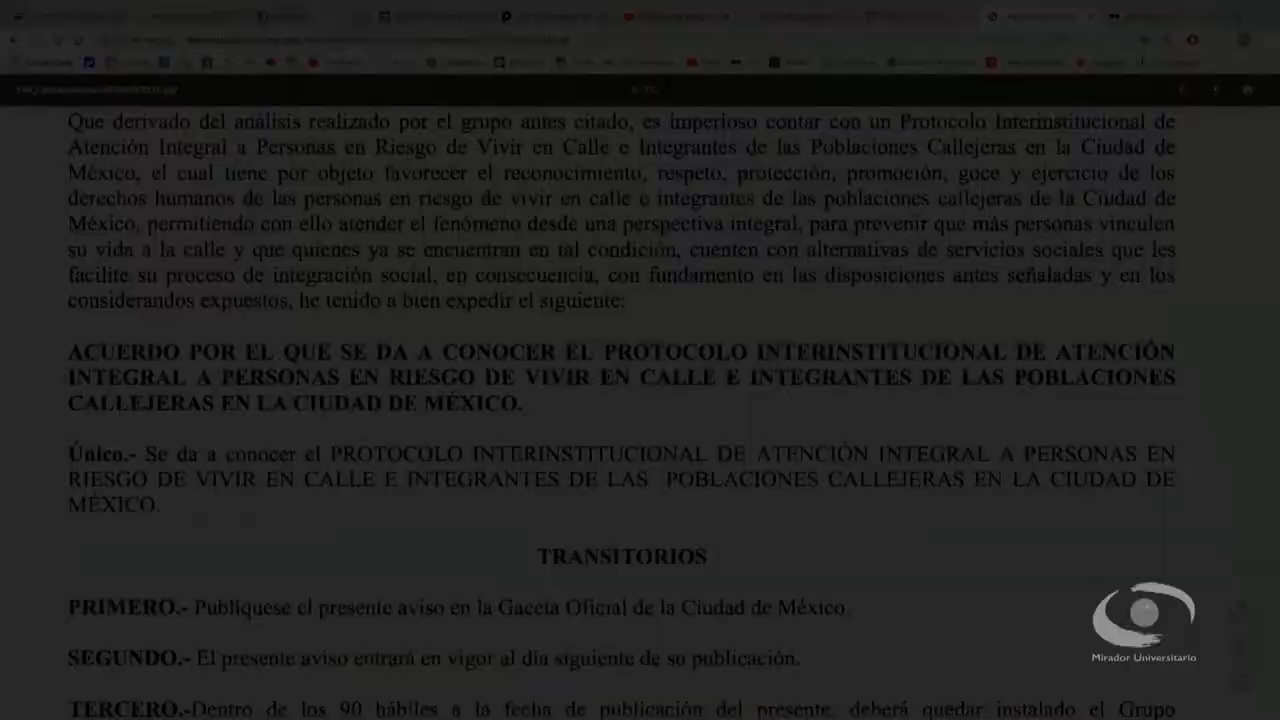 Que derivado del análisis realizado por el grupo antes citado, es imperioso contar con un Protocolo Interinstitucional de
Atención Integral a Personas en Riesgo de Vivir en Calle e Integrantes de las Poblaciones Callejeras en la Ciudad de
México, el cual tiene por objeto favorecer el reconocimiento, respeto, protección, promoción, goce y ejercicio de los
derechos humanos de las personas en riesgo de vivir en calle e integrantes de las poblaciones callejeras de la Ciudad de
México, permitiendo con ello atender el fenómeno desde una perspectiva integral, para prevenir que más personas vinculen
su vida a la calle y que quienes ya se encuentran en tal condición, cuenten con alternativas de servicios sociales que les
facilite su proceso de integración social, en consecuencia, con fundamento en las disposiciones antes señaladas y en los
considerandos expuestos, he tenido a bien expedir el siguiente:
ACUERDO POR EL QUE SE DA A CONOCER EL PROTOCOLO INTERINSTITUCIONAL DE ATENCIÓN
INTEGRAL A PERSONAS EN RIESGO DE VIVIR EN CALLE E INTEGRANTES DE LAS POBLACIONES
CALLEJERAS EN LA CIUDAD DE MÉXICO.
Único.- Se da a conocer el PROTOCOLO INTERINSTITUCIONAL DE ATENCIÓN INTEGRAL A PERSONAS EN
RIESGO DE VIVIR EN CALLE E INTEGRANTES DE LAS POBLACIONES CALLEJERAS EN LA CIUDAD DE
MÉXICO.
TRANSITORIOS
PRIMERO.- Publíquese el presente aviso en la Gaceta Oficial de la Ciudad de México.
SEGUNDO.- El presente aviso entrará en vigor al día siguiente de su publicación.
Mirador Universitario
TERCERO.-Dentro de los 90 hábiles a la fecha de publicación del presente, deberá quedar instalado el Grupo